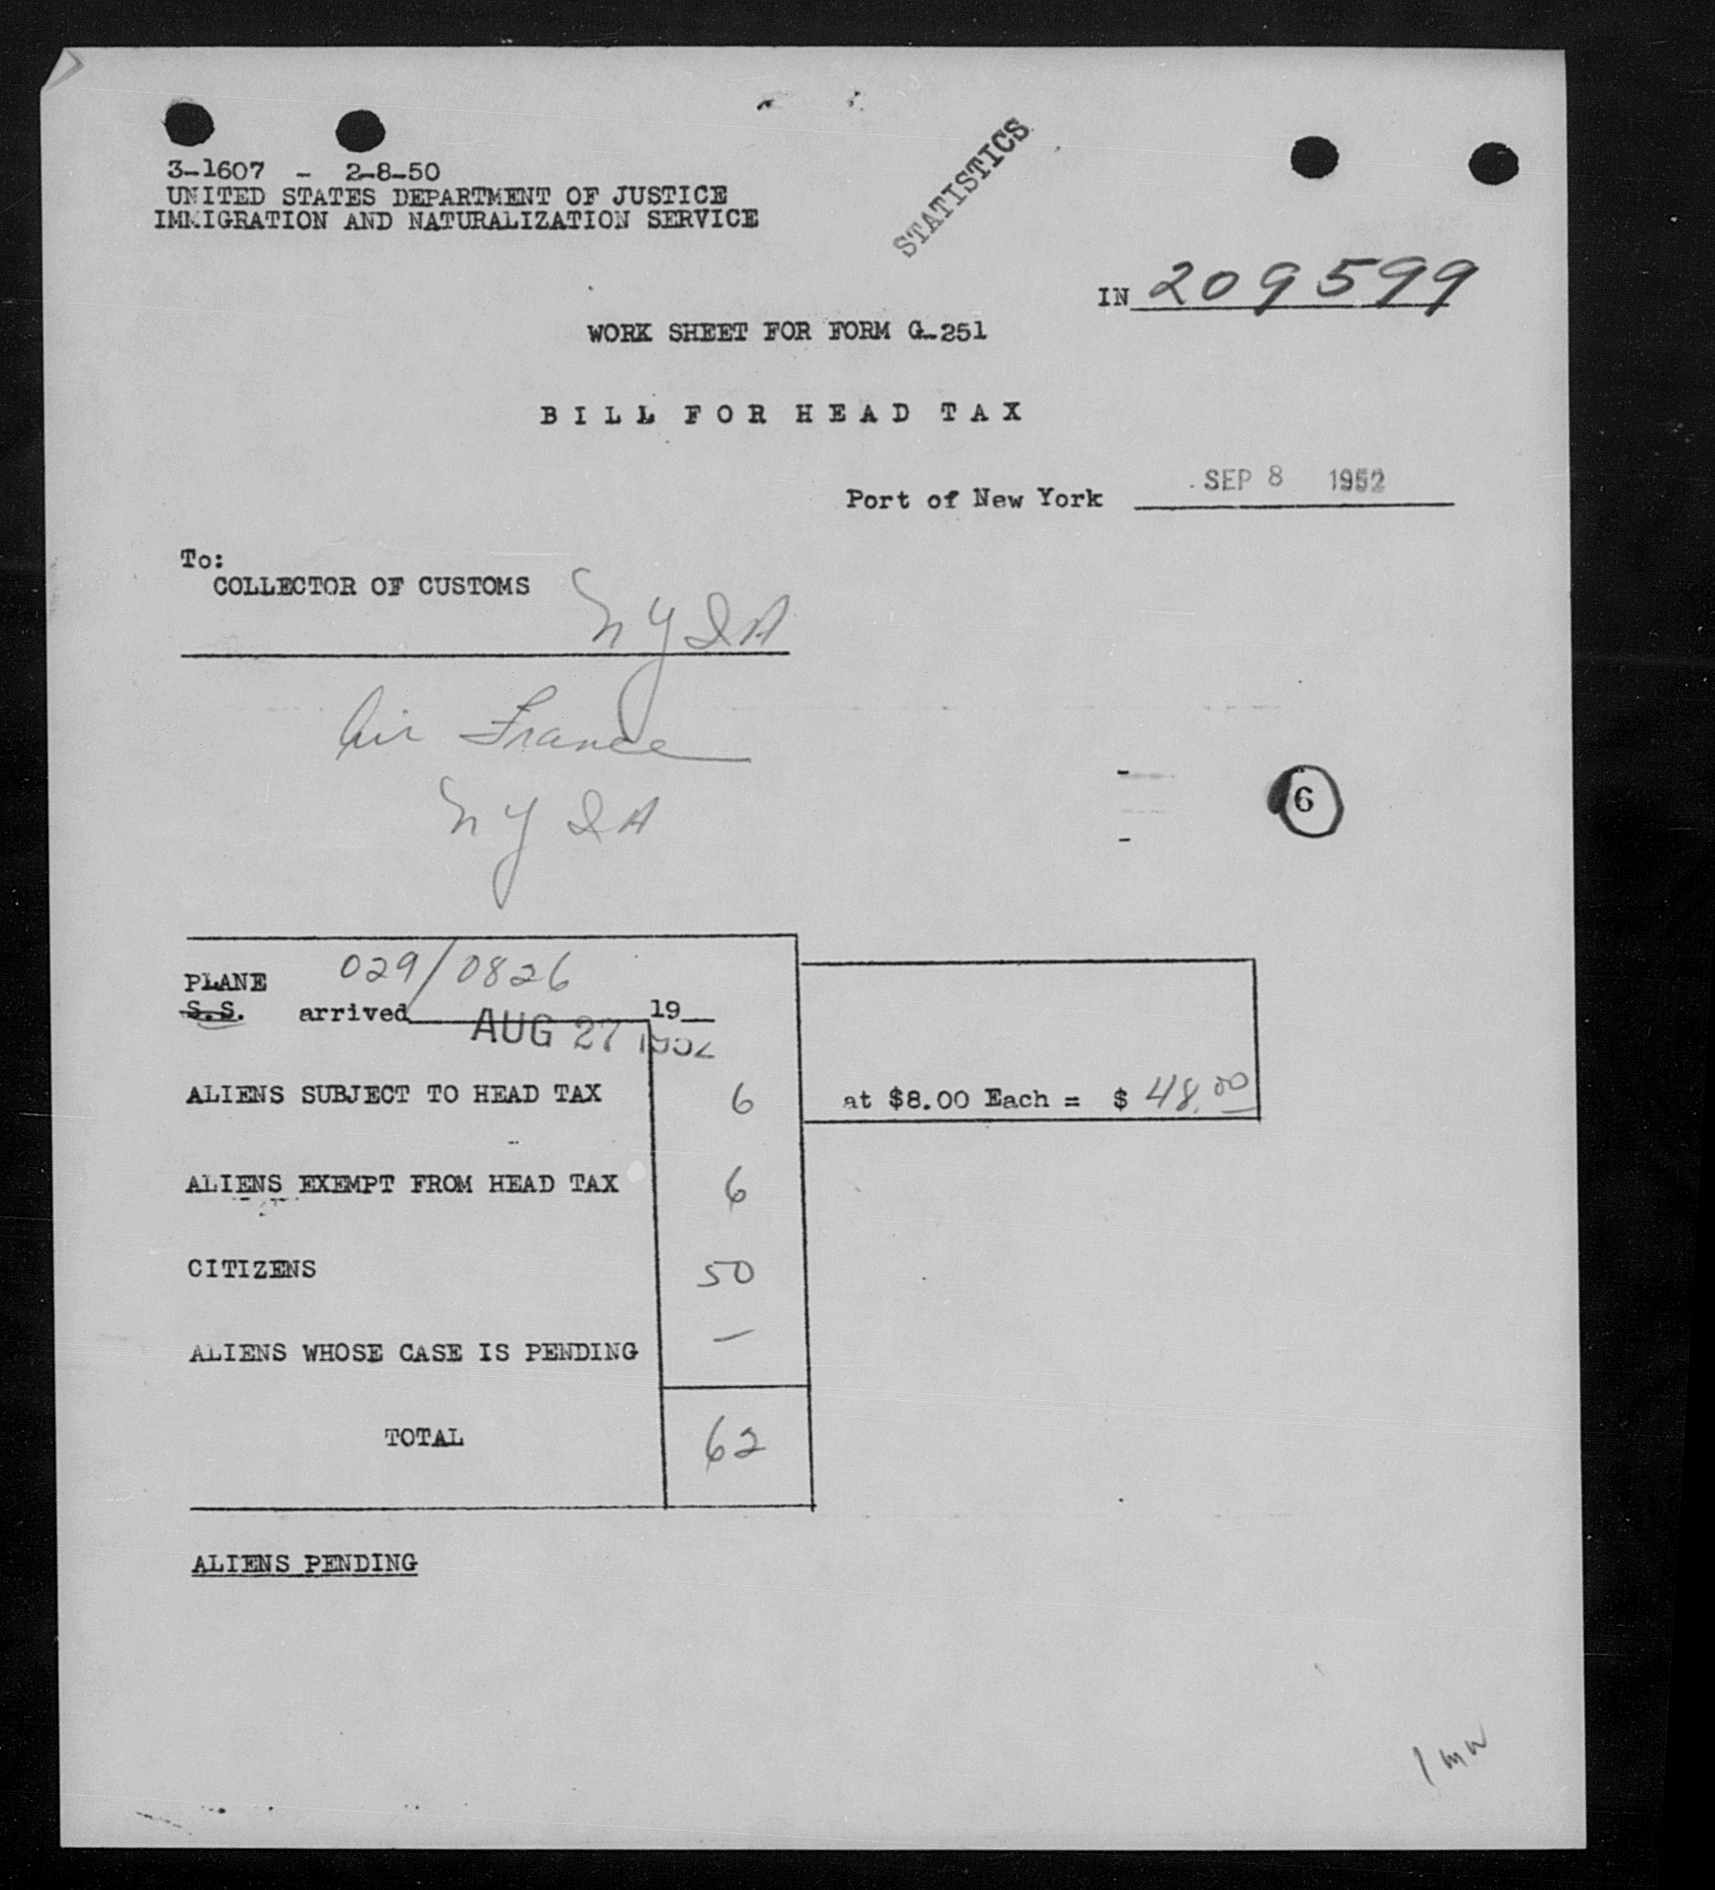 3-1607 - 2-8-50
UNITED STATES DEPARTMENT OF JUSTICE
IMMIGRATION AND NATURALIZATION SERVICE
STATISTICS
IN 209599
WORK SHEET FOR FORM G-251
BILL FOR HEAD TAX
Port of New York SEP 8 1952
To:
COLLECTOR OF CUSTOMS
NYIA
Air France
NYIA
6
029/0826
PLANE
S.S. arrived 19
AUG 27 1952
ALIENS SUBJECT TO HEAD TAX 6 at $8.00 Each = $ 48.00
ALIENS EXEMPT FROM HEAD TAX 6
CITIZENS 50
ALIENS WHOSE CASE IS PENDING —
TOTAL 62
ALIENS PENDING